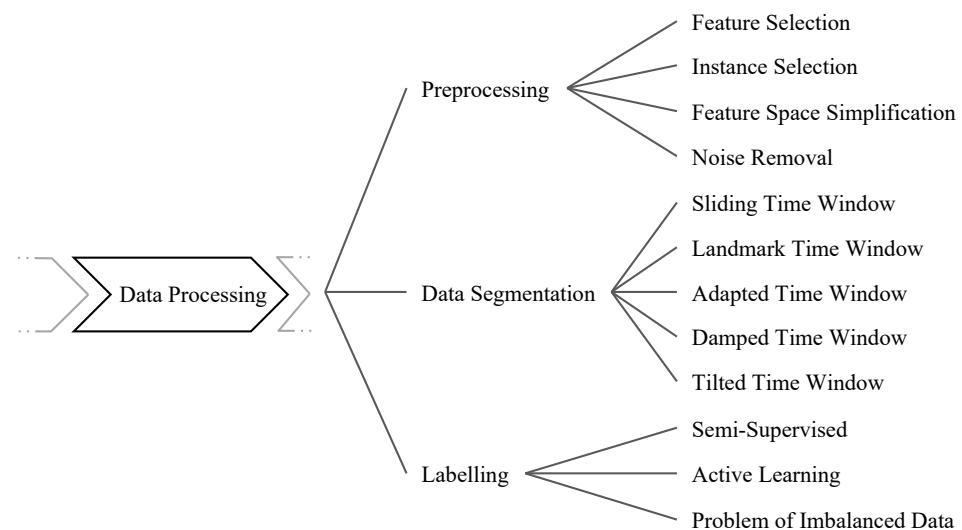 Data Processing
Preprocessing
Feature Selection
Instance Selection
Feature Space Simplification
Noise Removal
Data Segmentation
Sliding Time Window
Landmark Time Window
Adapted Time Window
Damped Time Window
Tilted Time Window
Labelling
Semi-Supervised
Active Learning
Problem of Imbalanced Data